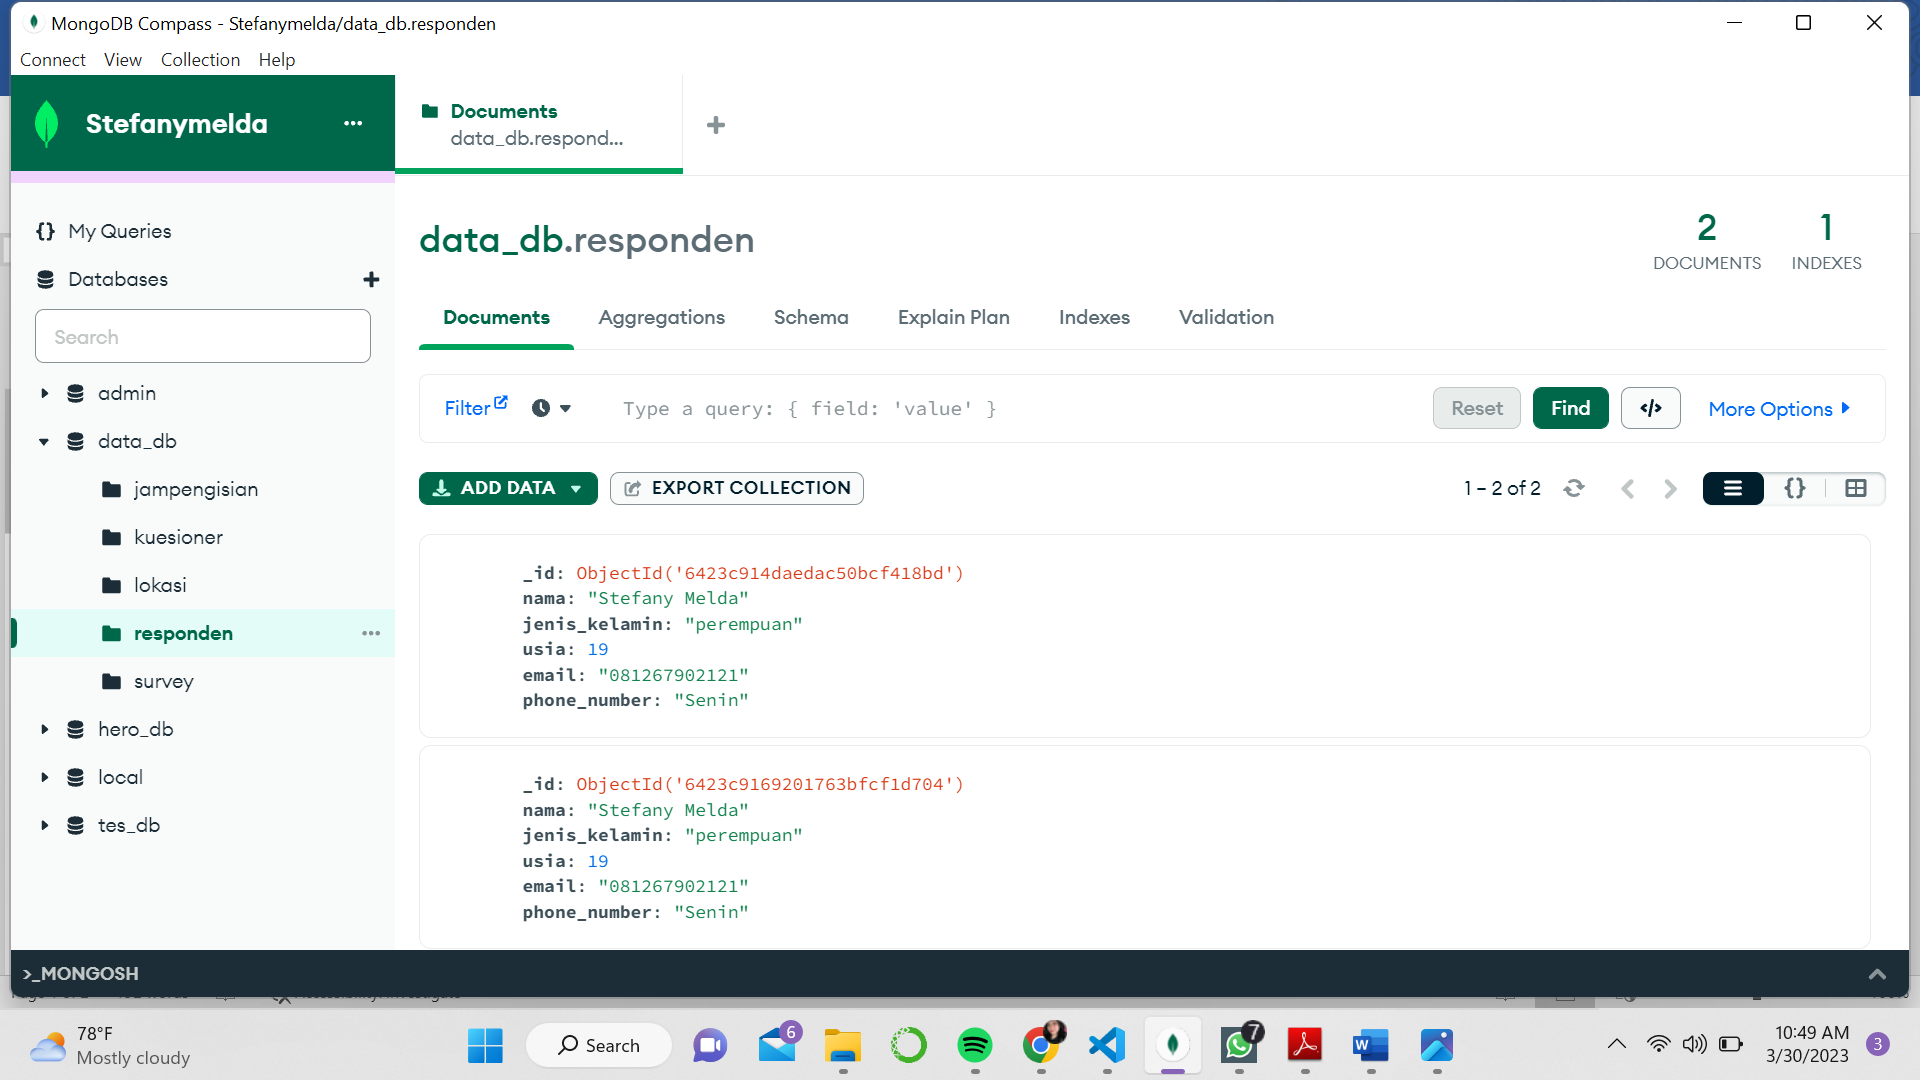 MongoDB Compass - Stefanymelda/data_db.responden
Connect View Collection Help
Stefanymelda
Documents
data_db.respond...
My Queries
Databases
Search
admin
data_db
jampengisian
kuesioner
lokasi
responden
survey
hero_db
local
tes_db
data_db.responden
2
DOCUMENTS
1
INDEXES
Documents Aggregations Schema Explain Plan Indexes Validation
Filter Type a query: { field: 'value' } Reset Find </> More Options
ADD DATA EXPORT COLLECTION 1 – 2 of 2 {}
_id: ObjectId('6423c914daedac50bcf418bd')
nama: "Stefany Melda"
jenis_kelamin: "perempuan"
usia: 19
email: "081267902121"
phone_number: "Senin"
_id: ObjectId('6423c9169201763bfcf1d704')
nama: "Stefany Melda"
jenis_kelamin: "perempuan"
usia: 19
email: "081267902121"
phone_number: "Senin"
>_MONGOSH
78°F
Mostly cloudy
Search
6
7
10:49 AM
3/30/2023
3